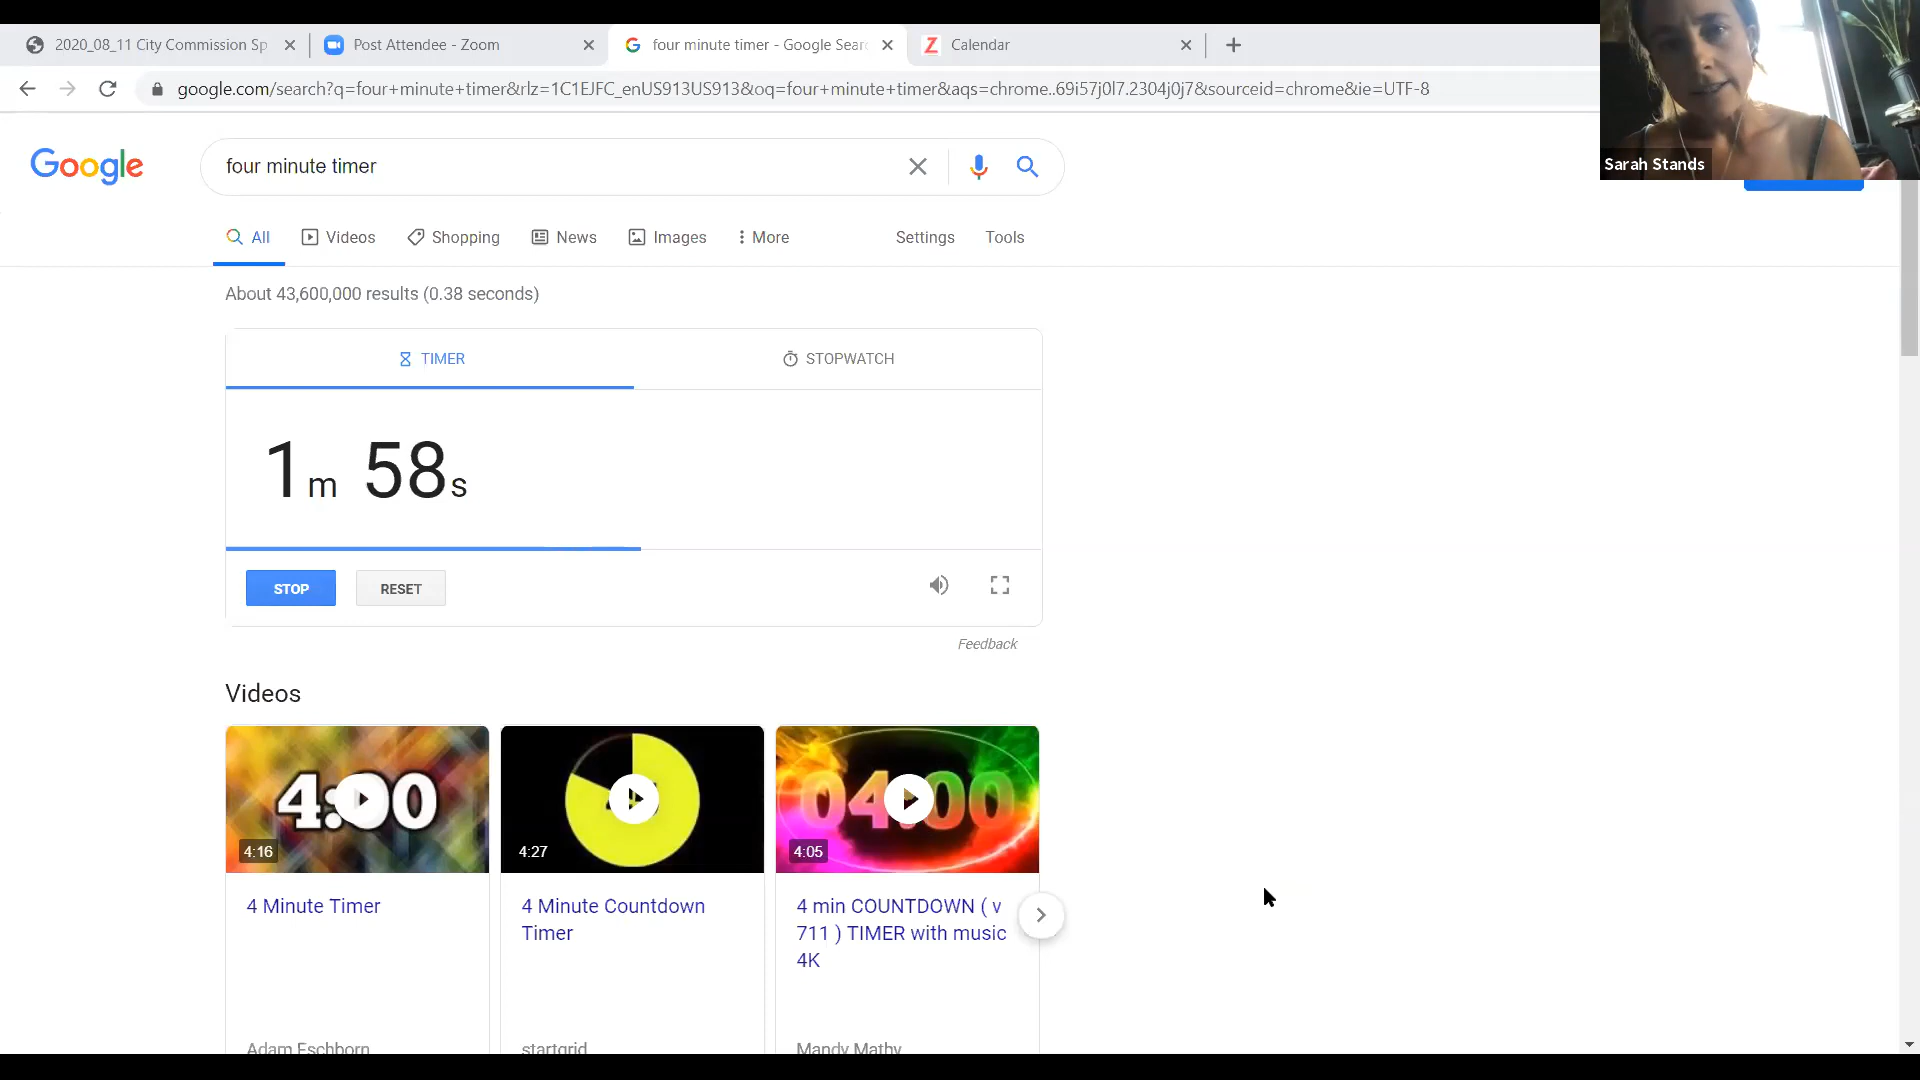 2020_08_11 City Commission Sp
Post Attendee - Zoom
four minute timer - Google Sear
Calendar
google.com/search?q=four+minute+timer&rlz=1C1EJFC_enUS913US913&oq=four+minute+timer&aqs=chrome..69i57j0l7.2304j0j7&sourceid=chrome&ie=UTF-8
Sarah Stands
Google
four minute timer
All
Videos
Shopping
News
Images
More
Settings
Tools
About 43,600,000 results (0.38 seconds)
TIMER
STOPWATCH
1m 58s
STOP
RESET
Feedback
Videos
4:00
4:16
4:27
04:00
4:05
4 Minute Timer
4 Minute Countdown
Timer
4 min COUNTDOWN ( v
711 ) TIMER with music
4K
Adam Eschborn
startgrid
Mandy Mathy